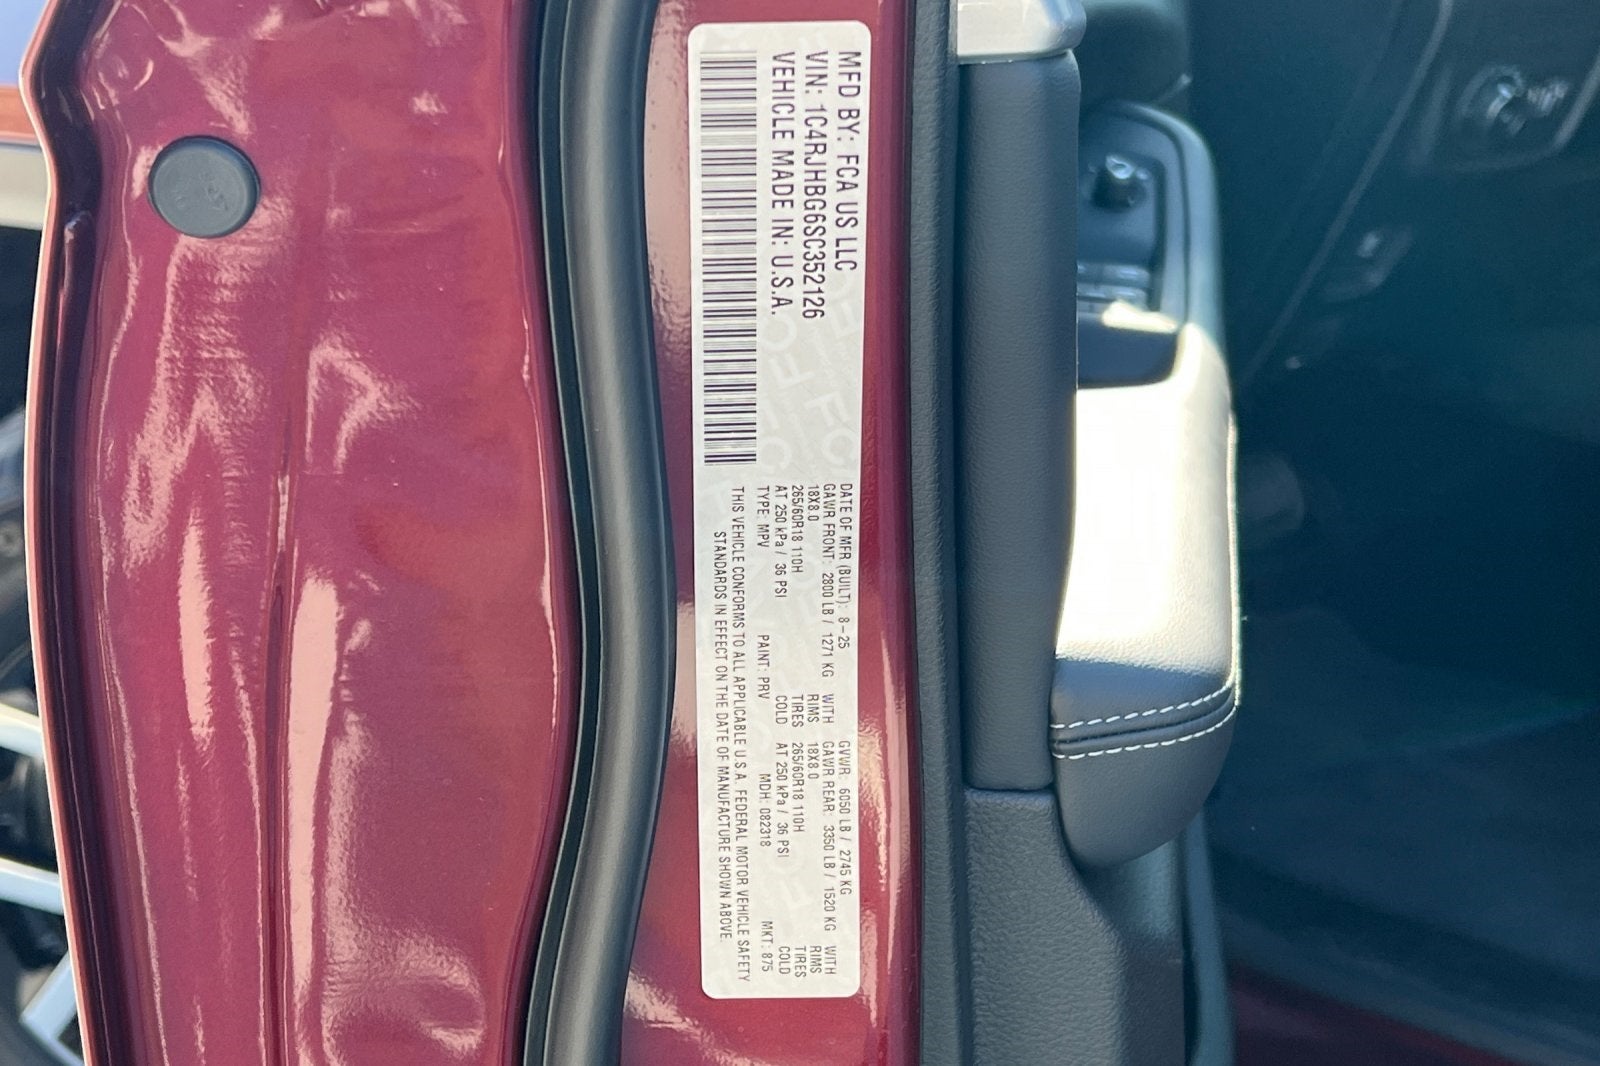 MFD BY: FCA US LLC
VIN: 1C4RJHBG6SC352126
VEHICLE MADE IN: U.S.A.
DATE OF MFR (BUILT): 8-25 GVWR: 6050 LB / 2745 KG
GAWR FRONT: 2800 LB / 1271 KG WITH GAWR REAR: 3350 LB / 1520 KG WITH
18X8.0 RIMS 18X8.0 RIMS
265/60R18 110H TIRES 265/60R18 110H TIRES
AT 250 kPa / 36 PSI COLD AT 250 kPa / 36 PSI COLD
TYPE: MPV PAINT: PRV MDH: 082318 MKT: 875
THIS VEHICLE CONFORMS TO ALL APPLICABLE U.S.A. FEDERAL MOTOR VEHICLE SAFETY
STANDARDS IN EFFECT ON THE DATE OF MANUFACTURE SHOWN ABOVE.